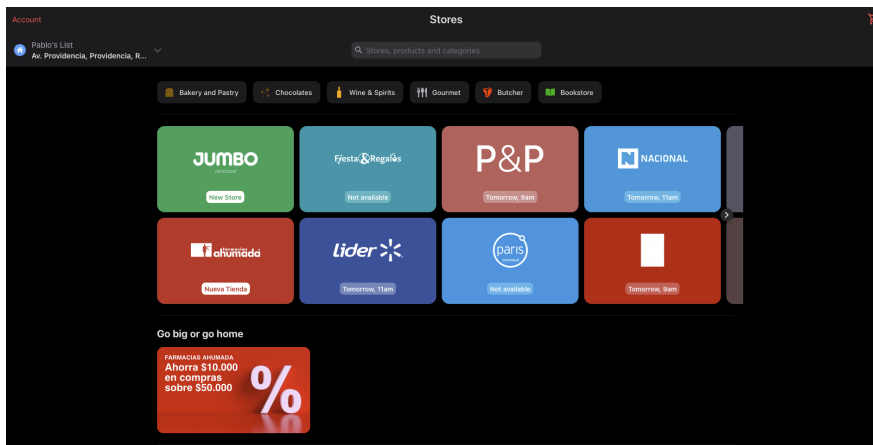 Account
Stores
Pablo's List
Av. Providencia, Providencia, R...
Stores, products and categories
Bakery and Pastry
Chocolates
Wine & Spirits
Gourmet
Butcher
Bookstore
JUMBO
cencosud
New Store
Fiesta & Regalos
Not available
P&P
Tomorrow, 9am
N NACIONAL
Tomorrow, 11am
farmacias
ahumada
Nueva Tienda
lider
Tomorrow, 11am
paris
cencosud
Not available
Tomorrow, 9am
Go big or go home
FARMACIAS AHUMADA
Ahorra $10.000
en compras
sobre $50.000
%